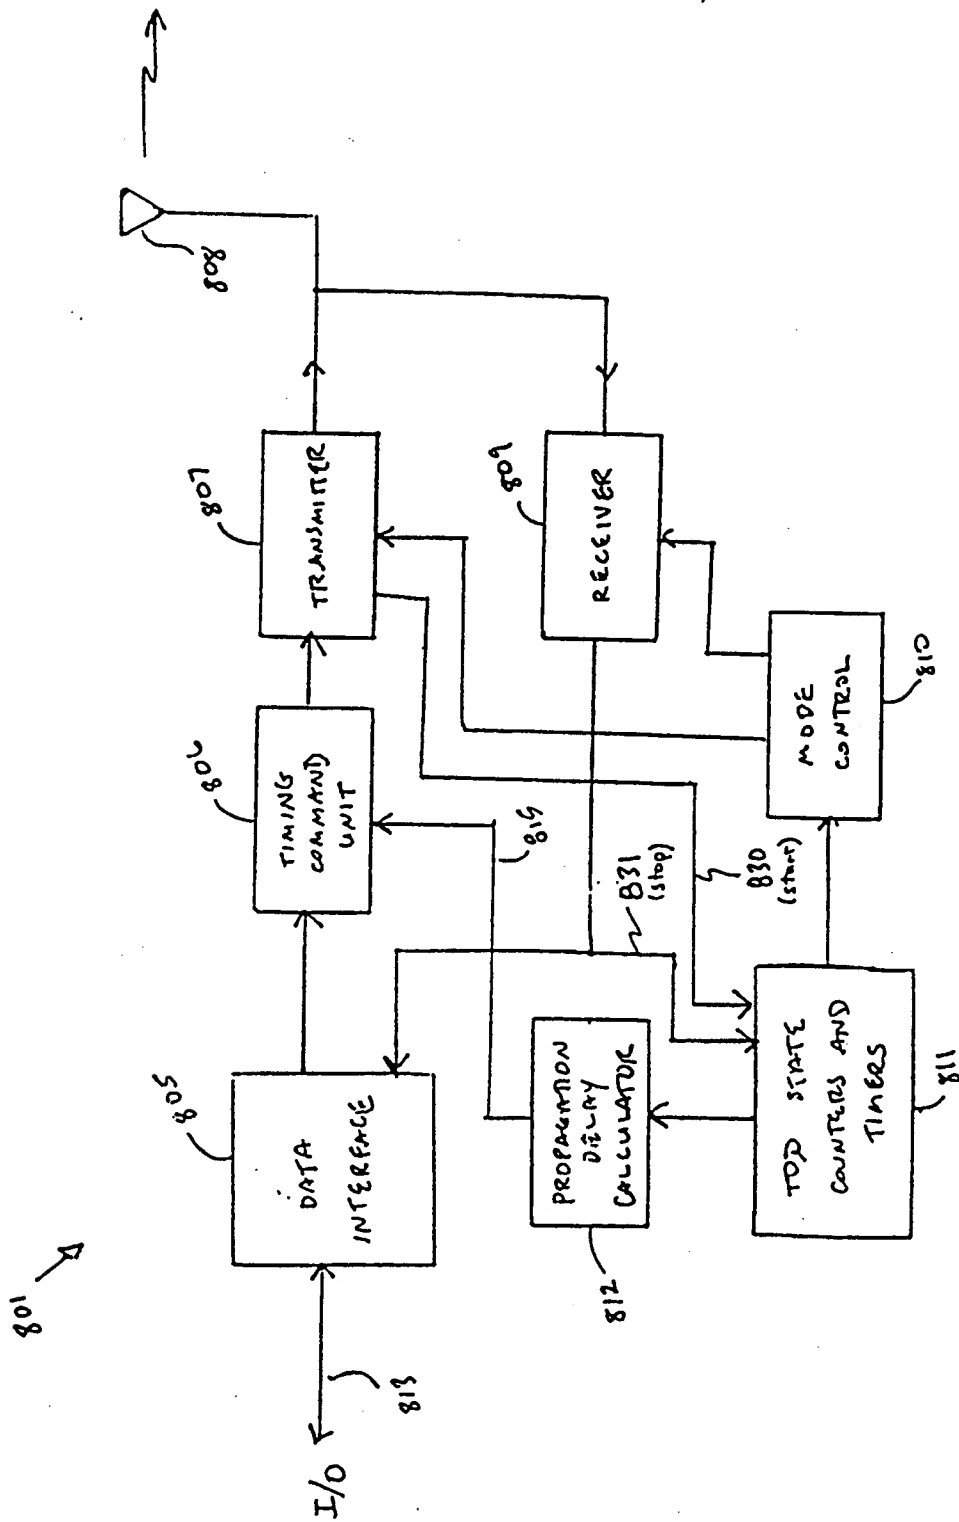 801
I/O
813
805
DATA
INTERFACE
806
TIMING
COMMAND
UNIT
807
TRANSMITTER
808
815
812
PROPAGATION
DELAY
CALCULATOR
831
(stop)
830
(start)
809
RECEIVER
TDD STATE
COUNTERS AND
TIMERS
811
MODE
CONTROL
810